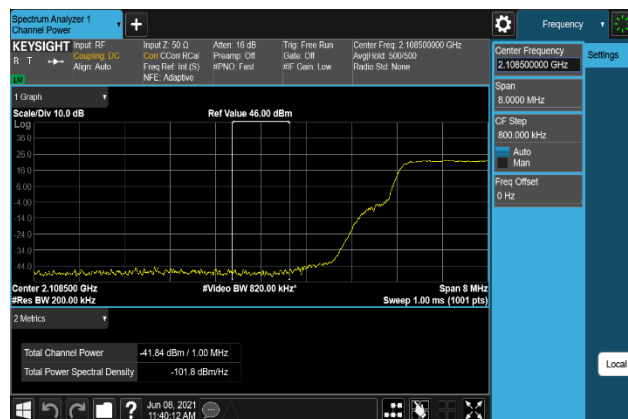 Spectrum Analyzer 1
Channel Power
Frequency
KEYSIGHT
R T
LV
Input: RF
Coupling: DC
Align: Auto
Input Z: 50 Ω
Corr CCorr RCal
Freq Ref: Int (S)
NFE: Adaptive
Atten: 16 dB
Preamp: Off
#PNO: Fast
Trig: Free Run
Gate: Off
#IF Gain: Low
Center Freq: 2.108500000 GHz
Avg|Hold: 500/500
Radio Std: None
Center Frequency
2.108500000 GHz
Settings
Span
8.0000 MHz
CF Step
800.000 kHz
Auto
Man
Freq Offset
0 Hz
1 Graph
Scale/Div 10.0 dB
Ref Value 46.00 dBm
Log
36.0
26.0
16.0
6.00
-4.00
-14.0
-24.0
-34.0
-44.0
Center 2.108500 GHz
#Video BW 820.00 kHz*
Span 8 MHz
#Res BW 200.00 kHz
Sweep 1.00 ms (1001 pts)
2 Metrics
Total Channel Power
-41.84 dBm / 1.00 MHz
Total Power Spectral Density
-101.8 dBm/Hz
Local
?
Jun 08, 2021
11:40:12 AM